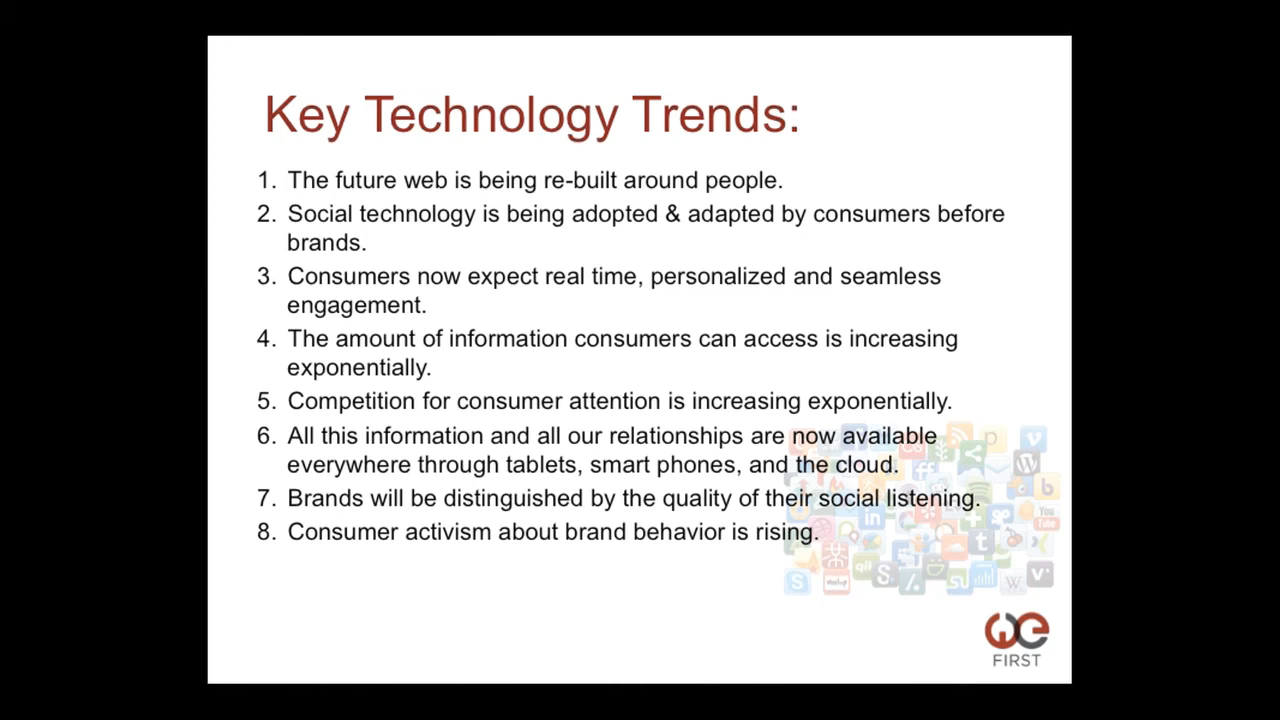 Key Technology Trends:
1. The future web is being re-built around people.
2. Social technology is being adopted & adapted by consumers before
brands.
3. Consumers now expect real time, personalized and seamless
engagement.
4. The amount of information consumers can access is increasing
exponentially.
5. Competition for consumer attention is increasing exponentially.
6. All this information and all our relationships are now available
everywhere through tablets, smart phones, and the cloud.
7. Brands will be distinguished by the quality of their social listening.
8. Consumer activism about brand behavior is rising.
You
Tube
we
FIRST